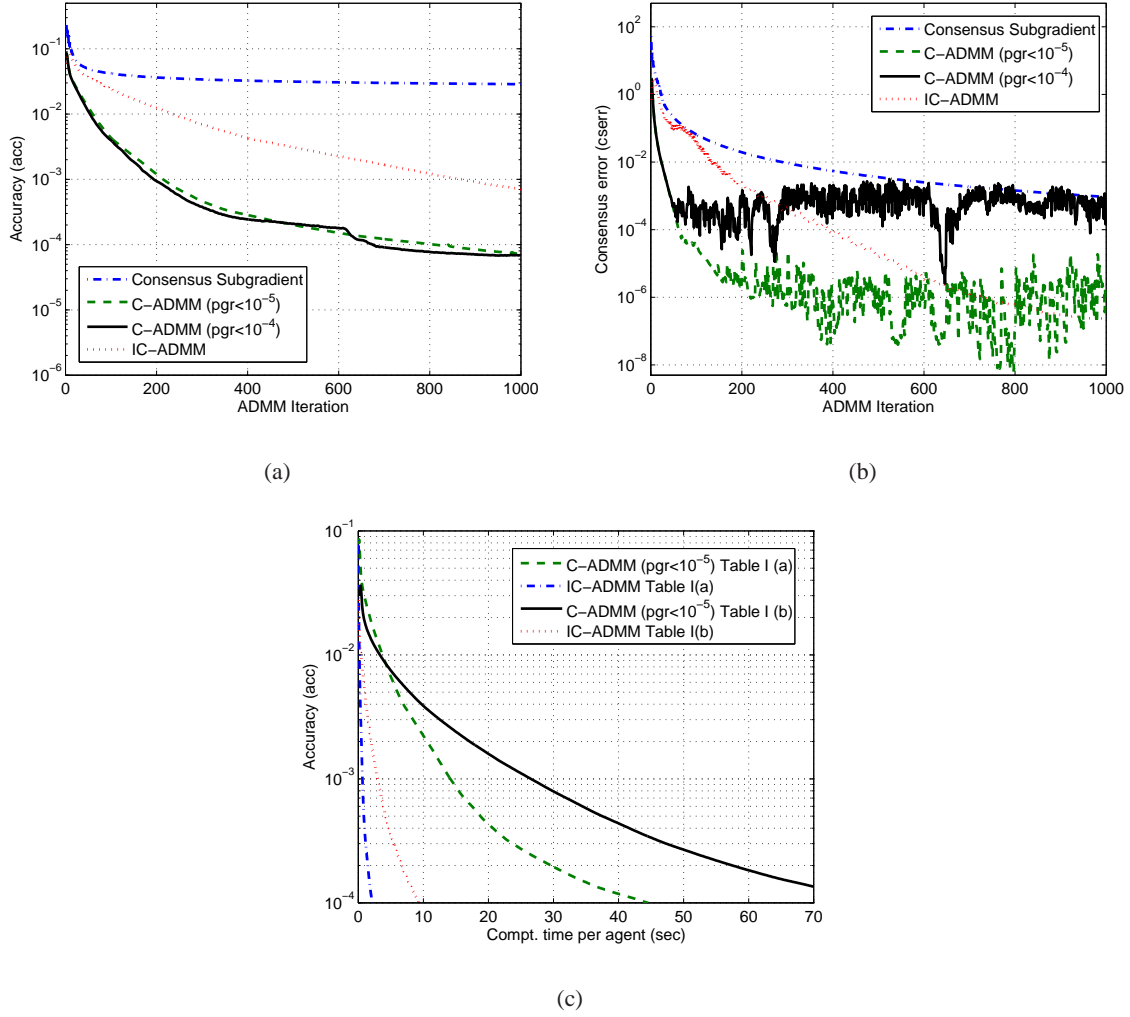 10^-1
10^-2
10^-3
10^-4
10^-5
10^-6
Accuracy (acc)
0 200 400 600 800 1000
ADMM Iteration
Consensus Subgradient
C−ADMM (pgr<10^-5)
C−ADMM (pgr<10^-4)
IC−ADMM
(a)
10^2
10^0
10^-2
10^-4
10^-6
10^-8
Consensus error (cserr)
0 200 400 600 800 1000
ADMM Iteration
Consensus Subgradient
C−ADMM (pgr<10^-5)
C−ADMM (pgr<10^-4)
IC−ADMM
(b)
10^-1
10^-2
10^-3
10^-4
Accuracy (acc)
0 10 20 30 40 50 60 70
Compt. time per agent (sec)
C−ADMM (pgr<10^-5) Table I (a)
IC−ADMM Table I(a)
C−ADMM (pgr<10^-5) Table I (b)
IC−ADMM Table I(b)
(c)